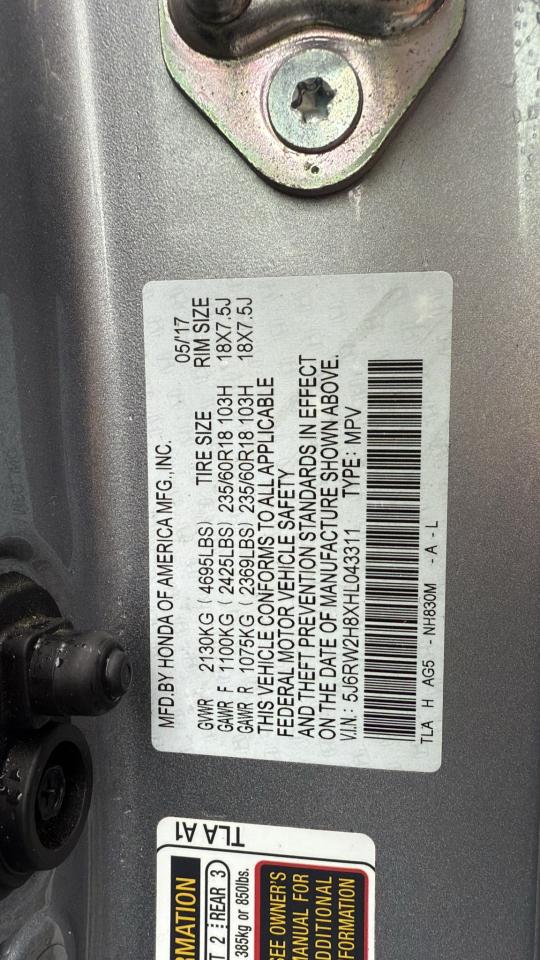 MFD.BY HONDA OF AMERICA MFG.,INC. 05/'17
GVWR 2130KG ( 4695LBS) TIRE SIZE RIM SIZE
GAWR F 1100KG ( 2425LBS) 235/60R18 103H 18X7.5J
GAWR R 1075KG ( 2369LBS) 235/60R18 103H 18X7.5J
THIS VEHICLE CONFORMS TO ALL APPLICABLE
FEDERAL MOTOR VEHICLE SAFETY
AND THEFT PREVENTION STANDARDS IN EFFECT
ON THE DATE OF MANUFACTURE SHOWN ABOVE.
V.I.N.: 5J6RW2H8XHL043311 TYPE: MPV
TLA H AG5 - NH830M - A - L
TLA A1
RMATION
T 2 REAR 3
385kg or 850lbs.
SEE OWNER'S
MANUAL FOR
ADDITIONAL
FORMATION